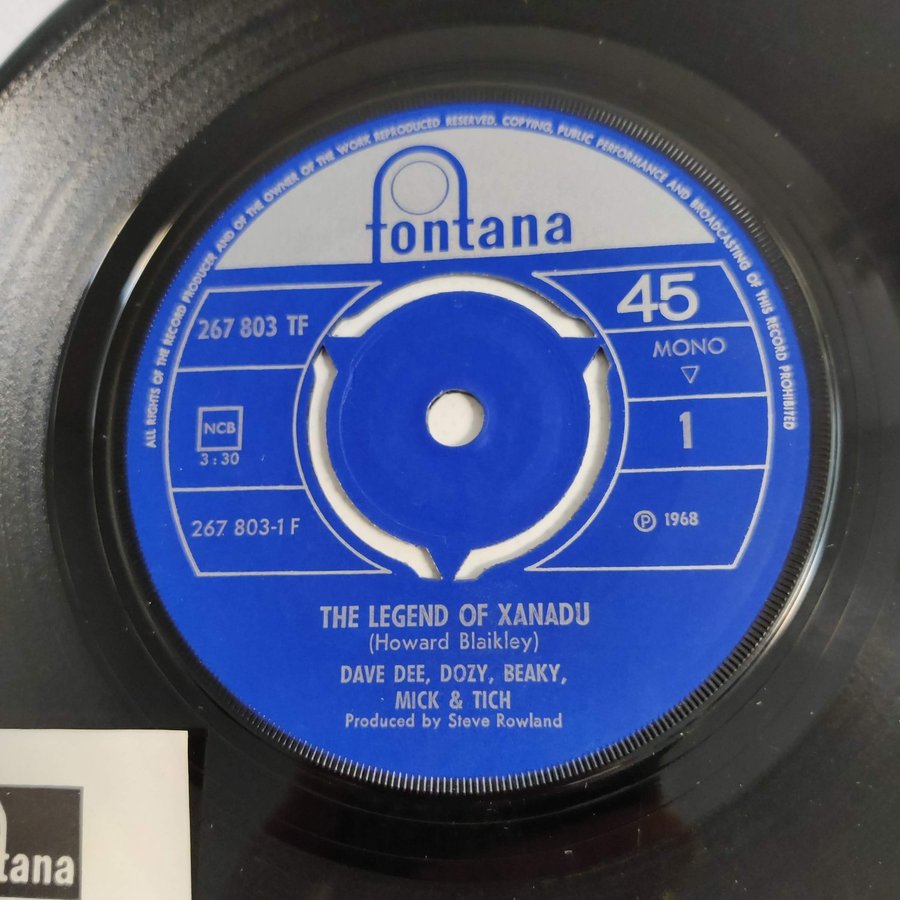 ALL RIGHTS OF THE RECORD PRODUCER AND OF THE OWNER OF THE WORK REPRODUCED RESERVED, COPYING, PUBLIC PERFORMANCE AND BROADCASTING OF THIS RECORD PROHIBITED
fontana
267 803 TF
45
MONO
NCB
3:30
1
267 803-1 F
℗ 1968
THE LEGEND OF XANADU
(Howard Blaikley)
DAVE DEE, DOZY, BEAKY,
MICK & TICH
Produced by Steve Rowland
tana